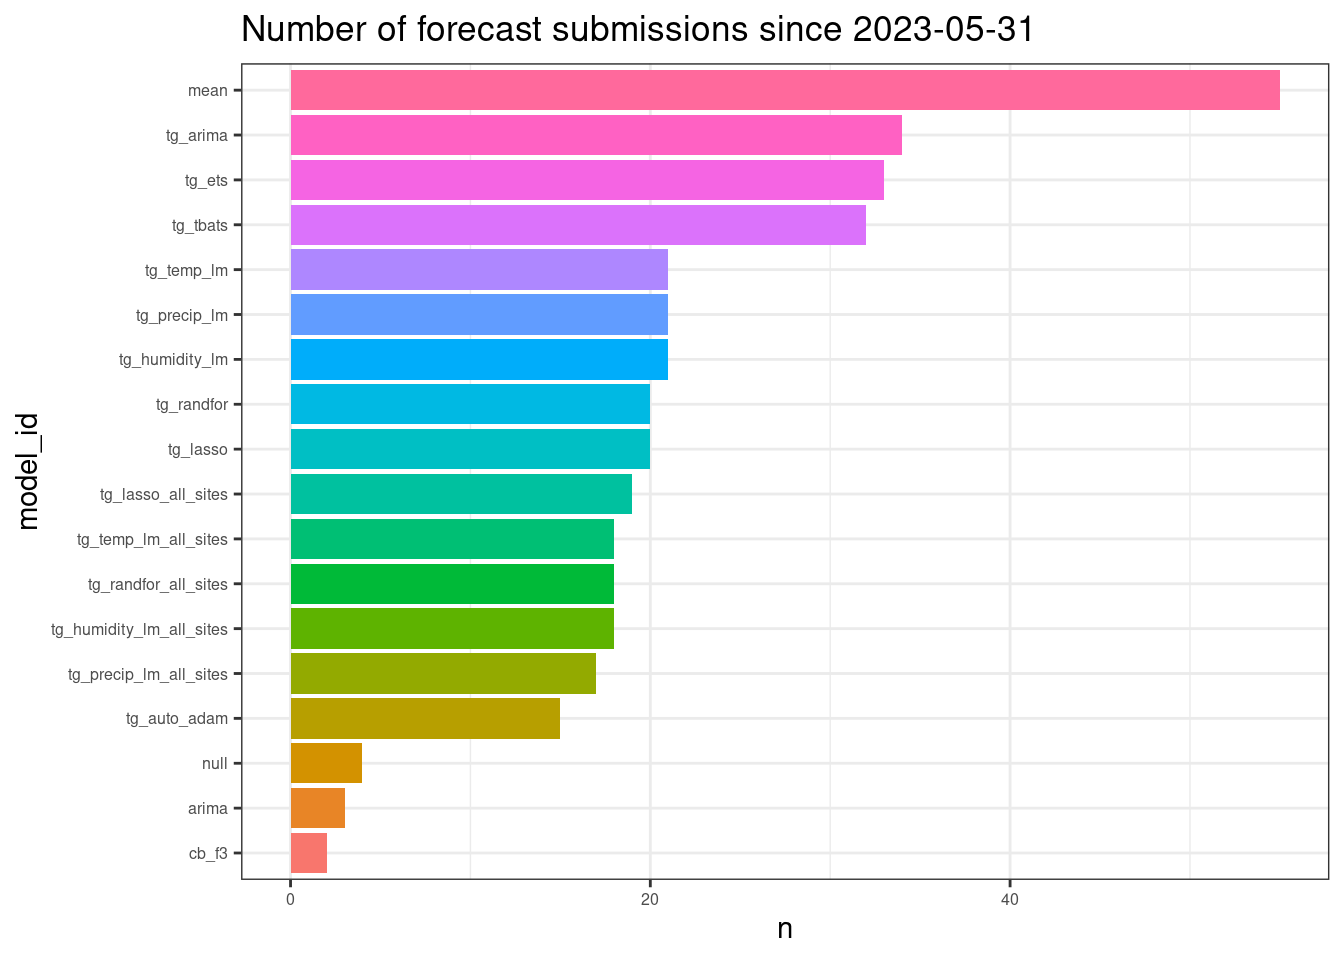 Number of forecast submissions since 2023-05-31
mean
tg_arima
tg_ets
tg_tbats
tg_temp_lm
tg_precip_lm
tg_humidity_lm
tg_randfor
tg_lasso
tg_lasso_all_sites
tg_temp_lm_all_sites
tg_randfor_all_sites
tg_humidity_lm_all_sites
tg_precip_lm_all_sites
tg_auto_adam
null
arima
cb_f3
model_id
0 20 40
n